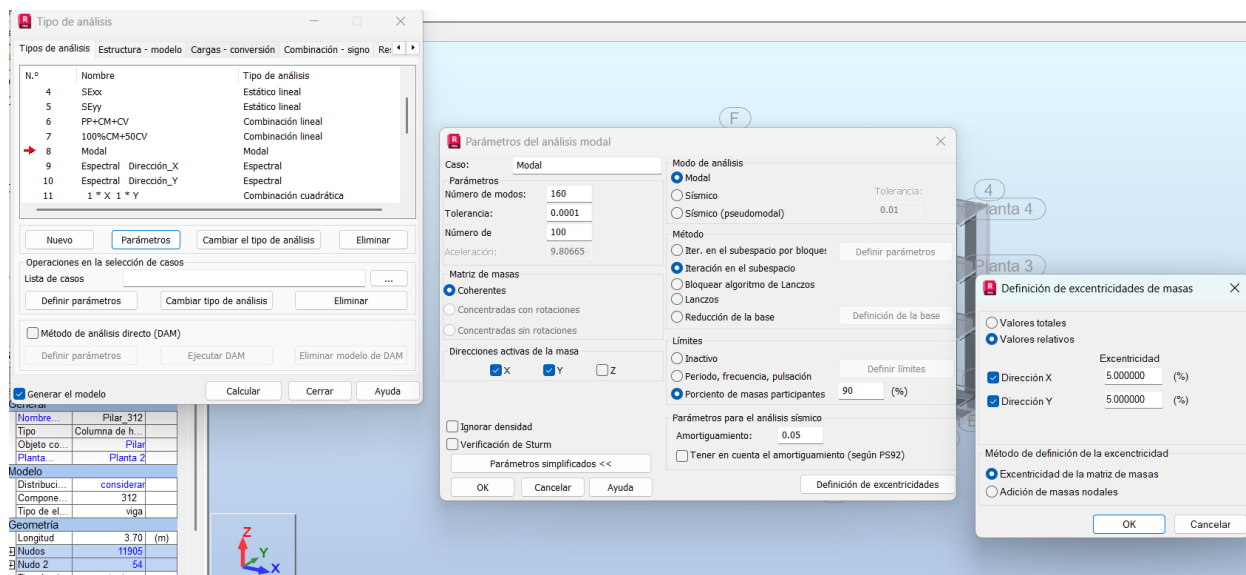 Tipo de análisis
Tipos de análisis Estructura - modelo Cargas - conversión Combinación - signo Re:
N.º Nombre Tipo de análisis
4 SExx Estático lineal
5 SEyy Estático lineal
6 PP+CM+CV Combinación lineal
7 100%CM+50CV Combinación lineal
8 Modal Modal
9 Espectral Dirección_X Espectral
10 Espectral Dirección_Y Espectral
11 1 * X 1 * Y Combinación cuadrática
Nuevo Parámetros Cambiar el tipo de análisis Eliminar
Operaciones en la selección de casos
Lista de casos ...
Definir parámetros Cambiar tipo de análisis Eliminar
Método de análisis directo (DAM)
Definir parámetros Ejecutar DAM Eliminar modelo de DAM
Generar el modelo Calcular Cerrar Ayuda
General
Nombre... Pilar_312
Tipo Columna de h...
Objeto co... Pilar
Planta... Planta 2
Modelo
Distribuci... considerar
Compone... 312
Tipo de el... viga
Geometría
Longitud 3.70 (m)
Nudos 11905
Nudo 2 54
Z
Y
X
F
4
Planta 4
Planta 3
Parámetros del análisis modal
Caso: Modal
Parámetros
Número de modos: 160
Tolerancia: 0.0001
Número de 100
Aceleración: 9.80665
Matriz de masas
Coherentes
Concentradas con rotaciones
Concentradas sin rotaciones
Direcciones activas de la masa
X Y Z
Ignorar densidad
Verificación de Sturm
Parámetros simplificados <<
OK Cancelar Ayuda
Modo de análisis
Modal
Sísmico Tolerancia:
Sísmico (pseudomodal) 0.01
Método
Iter. en el subespacio por bloques Definir parámetros
Iteración en el subespacio
Bloquear algoritmo de Lanczos
Lanczos
Reducción de la base Definición de la base
Límites
Inactivo
Periodo, frecuencia, pulsación Definir límites
Porciento de masas participantes 90 (%)
Parámetros para el análisis sísmico
Amortiguamiento: 0.05
Tener en cuenta el amortiguamiento (según PS92)
Definición de excentricidades
Definición de excentricidades de masas
Valores totales
Valores relativos
Excentricidad
Dirección X 5.000000 (%)
Dirección Y 5.000000 (%)
Método de definición de la excencitricidad
Excentricidad de la matriz de masas
Adición de masas nodales
OK Cancelar